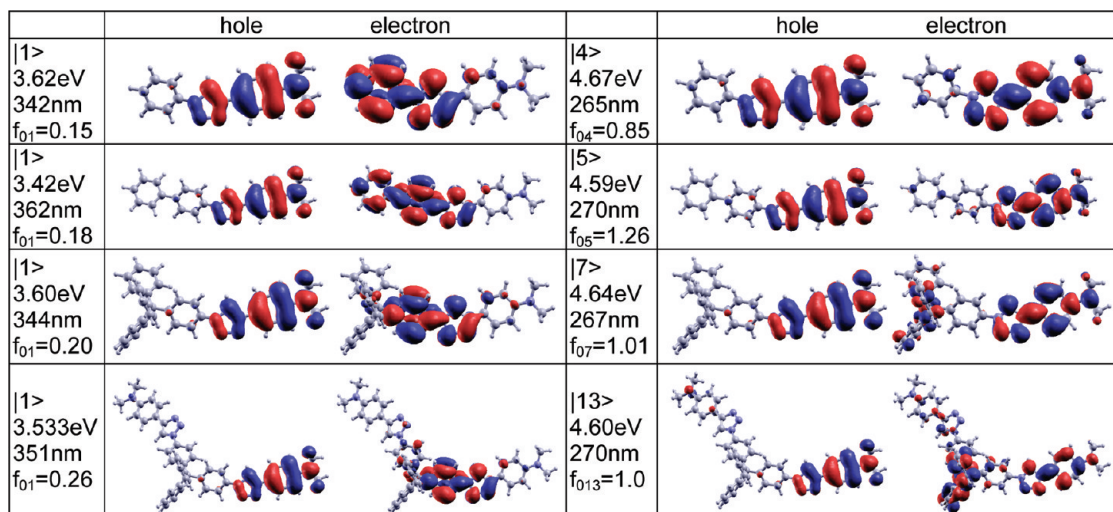 hole electron hole electron
|1>
3.62eV
342nm
f01=0.15
|4>
4.67eV
265nm
f04=0.85
|1>
3.42eV
362nm
f01=0.18
|5>
4.59eV
270nm
f05=1.26
|1>
3.60eV
344nm
f01=0.20
|7>
4.64eV
267nm
f07=1.01
|1>
3.533eV
351nm
f01=0.26
|13>
4.60eV
270nm
f013=1.0